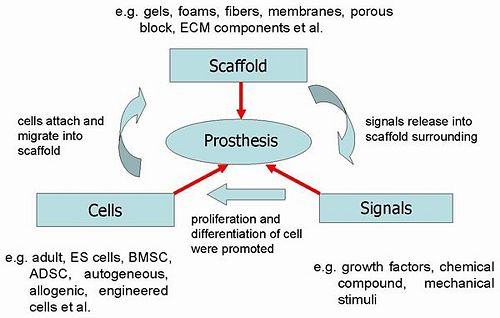 e.g. gels, foams, fibers, membranes, porous
block, ECM components et al.
Scaffold
cells attach and
migrate into
scaffold
signals release into
scaffold surrounding
Prosthesis
Cells
proliferation and
differentiation of cell
were promoted
Signals
e.g. adult, ES cells, BMSC,
ADSC, autogeneous,
allogenic, engineered
cells et al.
e.g. growth factors, chemical
compound, mechanical
stimuli